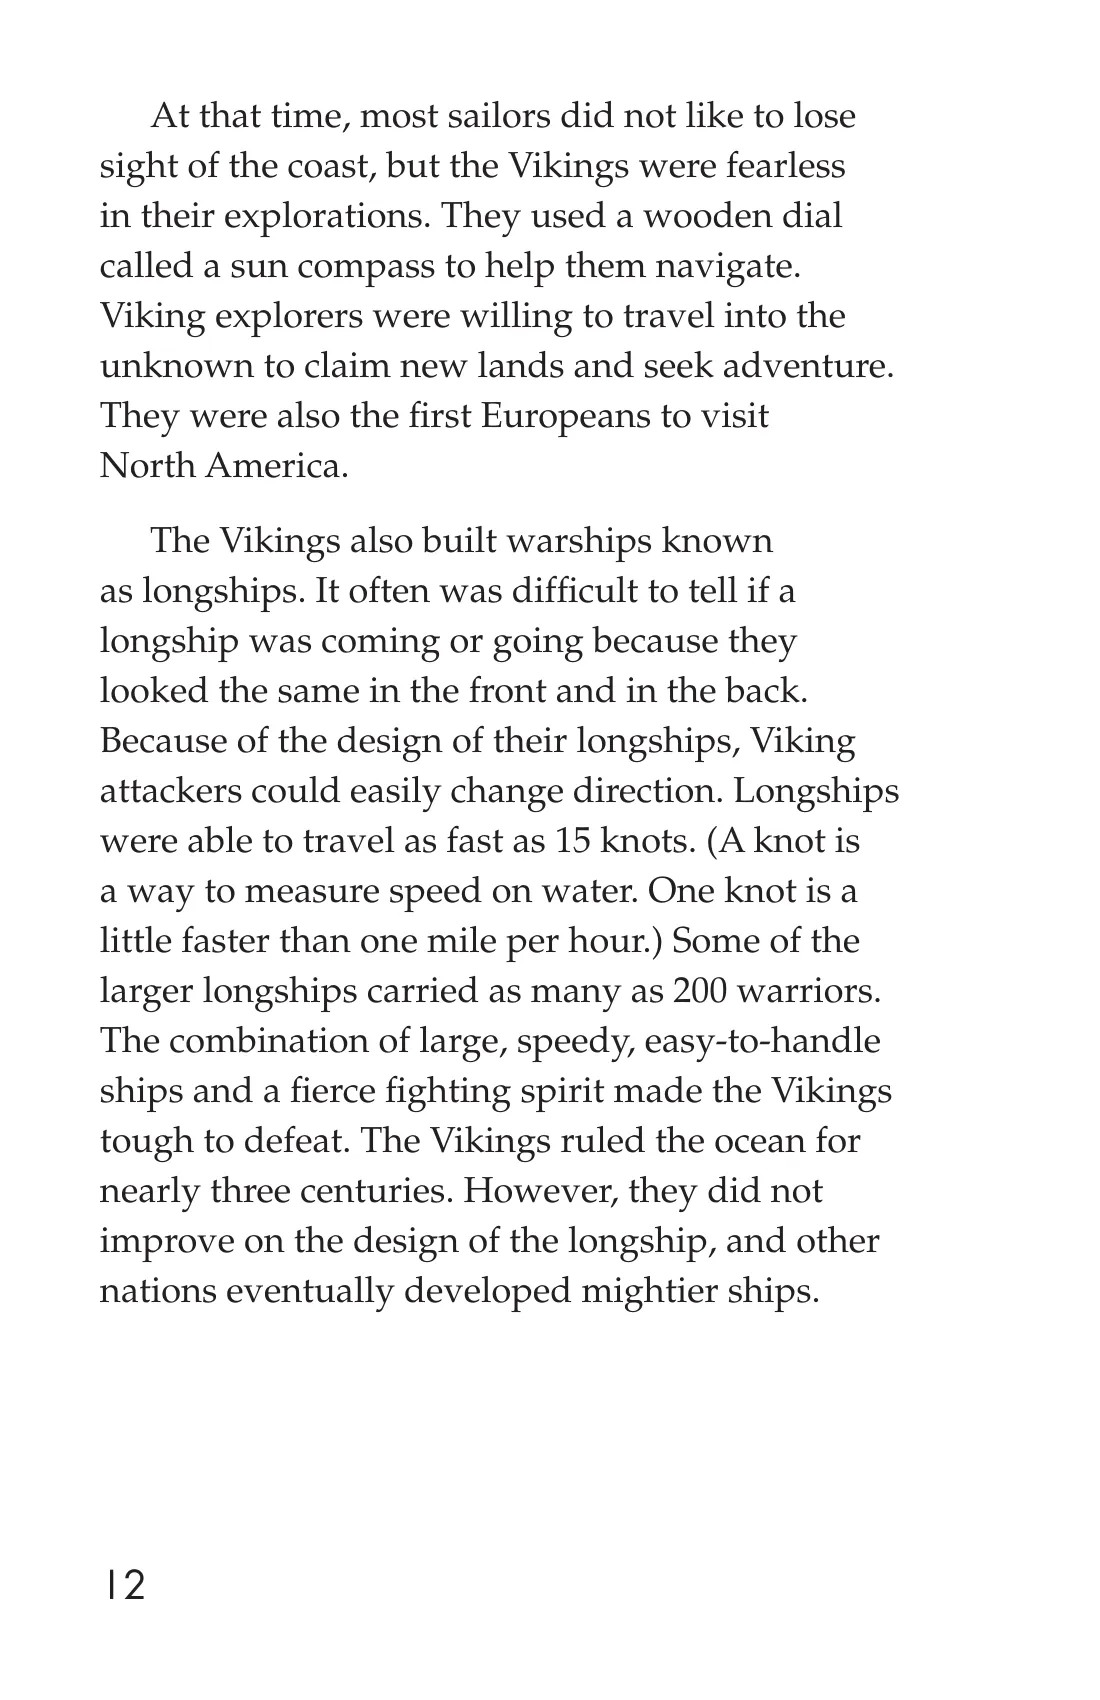 At that time, most sailors did not like to lose
sight of the coast, but the Vikings were fearless
in their explorations. They used a wooden dial
called a sun compass to help them navigate.
Viking explorers were willing to travel into the
unknown to claim new lands and seek adventure.
They were also the first Europeans to visit
North America.
The Vikings also built warships known
as longships. It often was difficult to tell if a
longship was coming or going because they
looked the same in the front and in the back.
Because of the design of their longships, Viking
attackers could easily change direction. Longships
were able to travel as fast as 15 knots. (A knot is
a way to measure speed on water. One knot is a
little faster than one mile per hour.) Some of the
larger longships carried as many as 200 warriors.
The combination of large, speedy, easy-to-handle
ships and a fierce fighting spirit made the Vikings
tough to defeat. The Vikings ruled the ocean for
nearly three centuries. However, they did not
improve on the design of the longship, and other
nations eventually developed mightier ships.
12